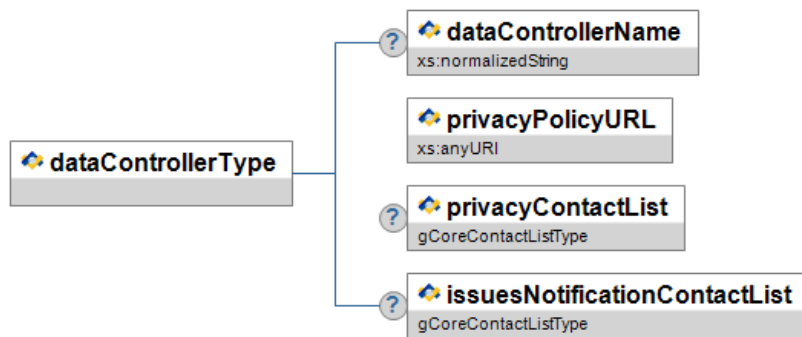 dataControllerName
xs:normalizedString
privacyPolicyURL
xs:anyURI
dataControllerType
privacyContactList
gCoreContactListType
issuesNotificationContactList
gCoreContactListType
?
?
?